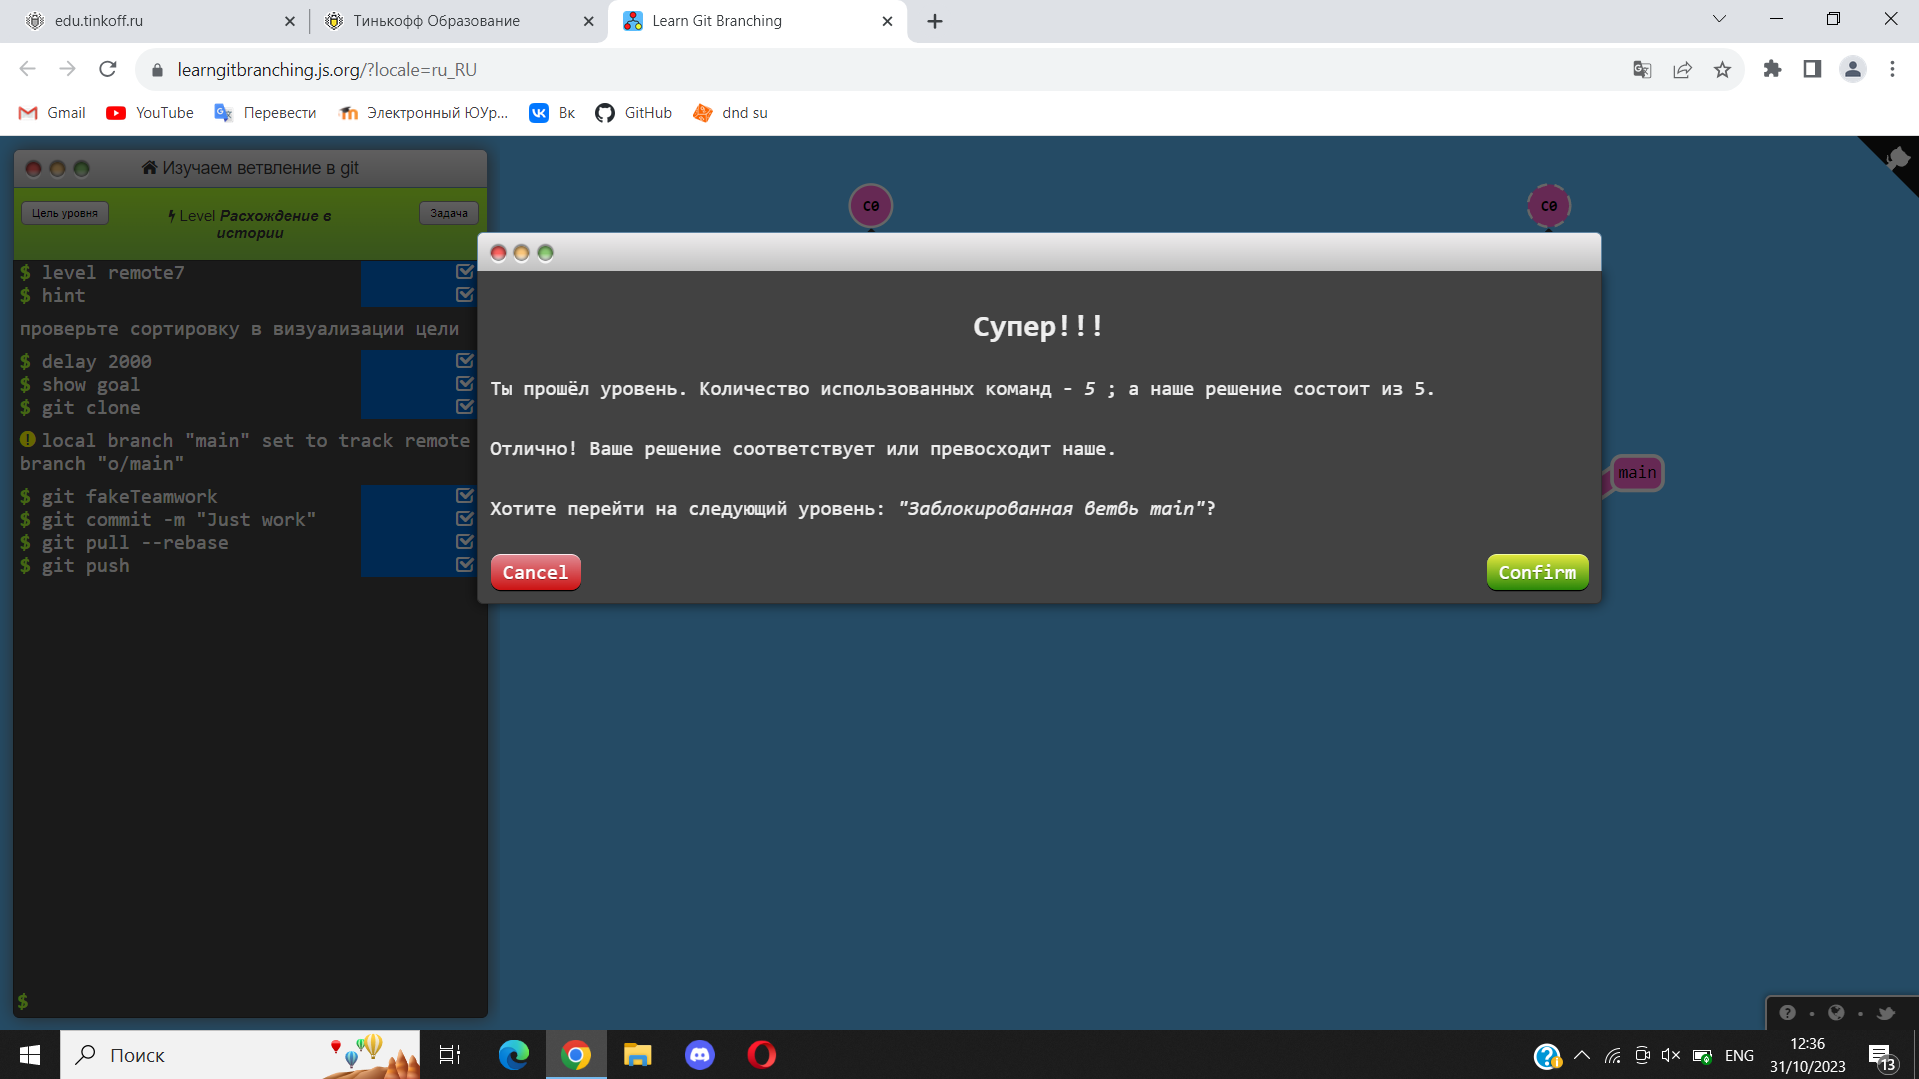 edu.tinkoff.ru
Тинькофф Образование
Learn Git Branching
learngitbranching.js.org/?locale=ru_RU
Gmail
YouTube
Перевести
Электронный ЮУр...
Вк
GitHub
dnd su
Изучаем ветвление в git
Цель уровня
Level Расхождение в
истории
Задача
$ level remote7
$ hint
проверьте сортировку в визуализации цели
$ delay 2000
$ show goal
$ git clone
local branch "main" set to track remote
branch "o/main"
$ git fakeTeamwork
$ git commit -m "Just work"
$ git pull --rebase
$ git push
$
C0
C0
main
Супер!!!
Ты прошёл уровень. Количество использованных команд - 5 ; а наше решение состоит из 5.
Отлично! Ваше решение соответствует или превосходит наше.
Хотите перейти на следующий уровень: "Заблокированная ветвь main"?
Cancel
Confirm
Поиск
ENG
12:36
31/10/2023
13